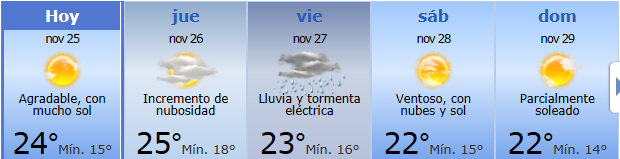 Hoy
nov 25
Agradable, con
mucho sol
24° Mín. 15°
jue
nov 26
Incremento de
nubosidad
25° Mín. 18°
vie
nov 27
Lluvia y tormenta
eléctrica
23° Mín. 16°
sáb
nov 28
Ventoso, con
nubes y sol
22° Mín. 15°
dom
nov 29
Parcialmente
soleado
22° Mín. 14°